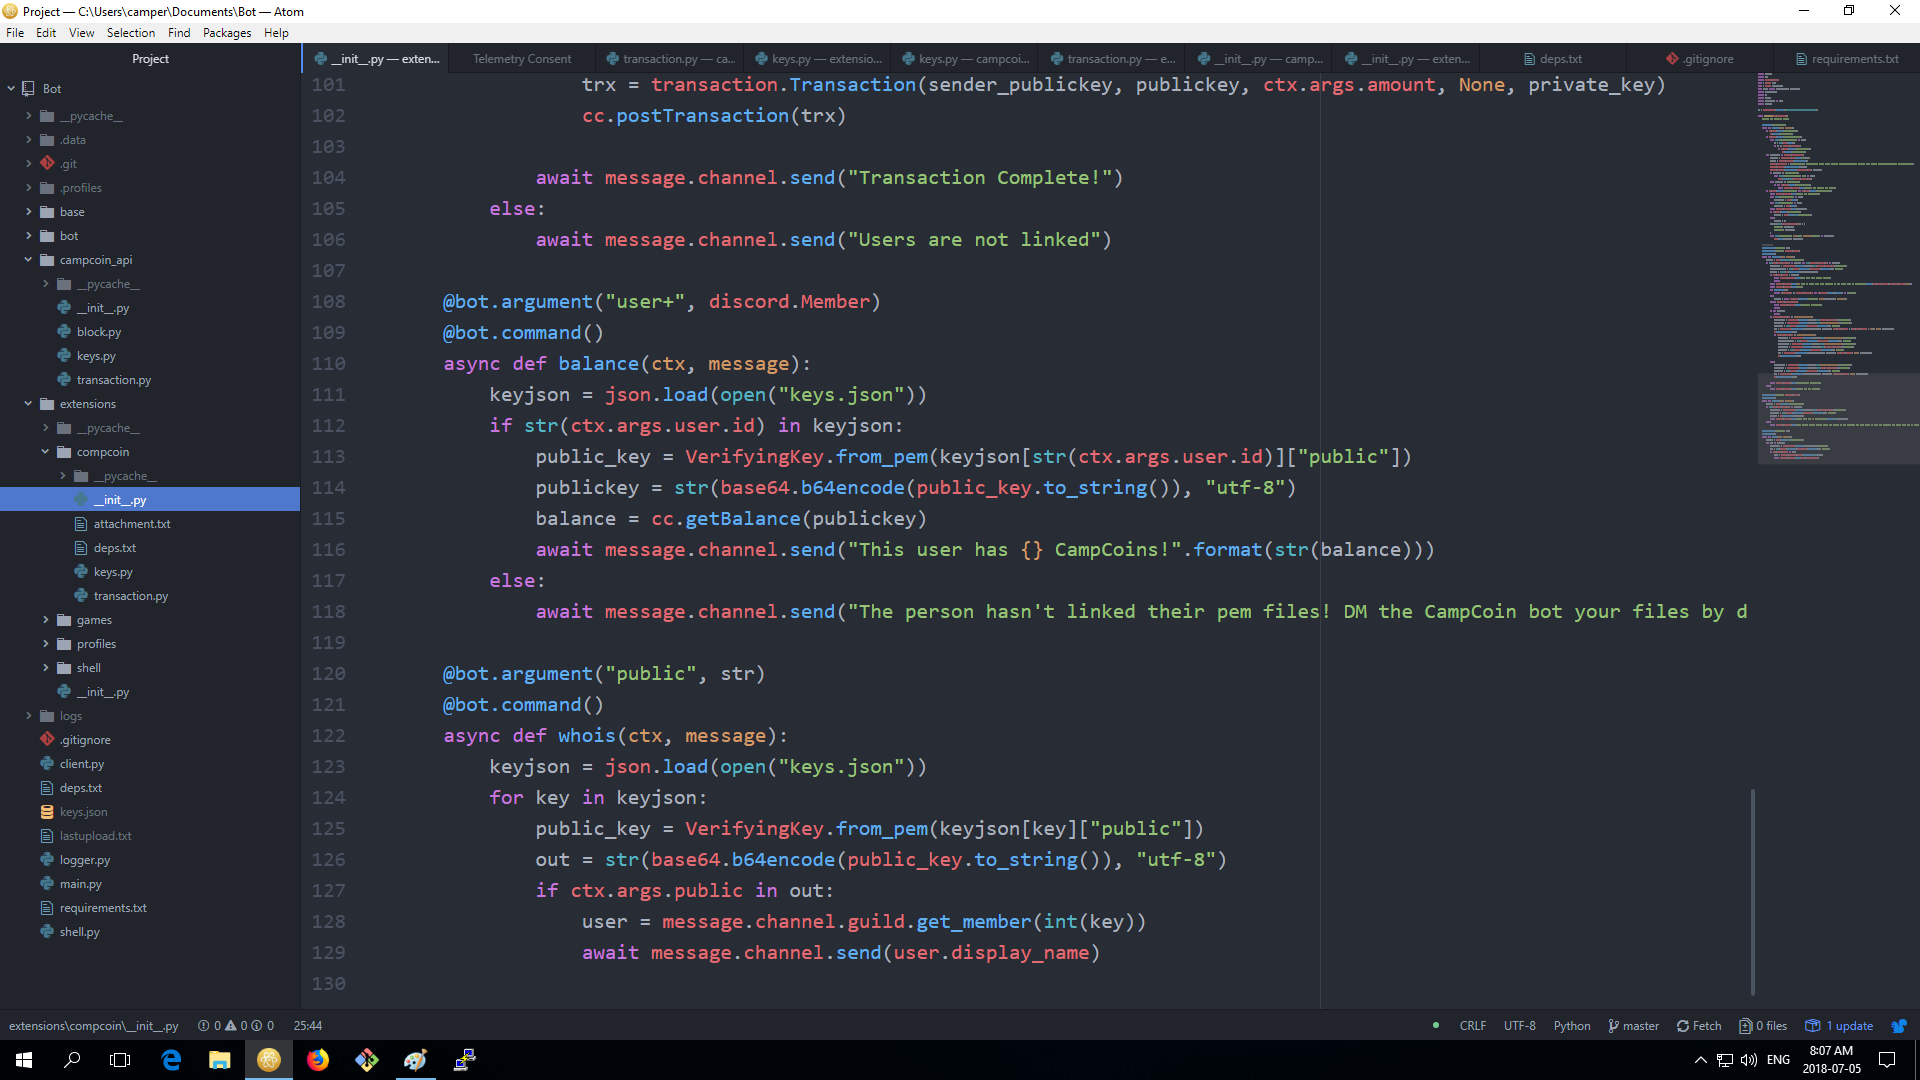 Project — C:\Users\camper\Documents\Bot — Atom
File Edit View Selection Find Packages Help
Project
__init__.py — exten...
Telemetry Consent
transaction.py — ca...
keys.py — extensio...
keys.py — campcoi...
transaction.py — e...
__init__.py — camp...
__init__.py — exten...
deps.txt
.gitignore
requirements.txt
Bot
__pycache__
.data
.git
.profiles
base
bot
campcoin_api
__pycache__
__init__.py
block.py
keys.py
transaction.py
extensions
__pycache__
compcoin
__pycache__
__init__.py
attachment.txt
deps.txt
keys.py
transaction.py
games
profiles
shell
__init__.py
logs
.gitignore
client.py
deps.txt
keys.json
lastupload.txt
logger.py
main.py
requirements.txt
shell.py
101 trx = transaction.Transaction(sender_publickey, publickey, ctx.args.amount, None, private_key)
102 cc.postTransaction(trx)
103
104 await message.channel.send("Transaction Complete!")
105 else:
106 await message.channel.send("Users are not linked")
107
108 @bot.argument("user+", discord.Member)
109 @bot.command()
110 async def balance(ctx, message):
111 keyjson = json.load(open("keys.json"))
112 if str(ctx.args.user.id) in keyjson:
113 public_key = VerifyingKey.from_pem(keyjson[str(ctx.args.user.id)]["public"])
114 publickey = str(base64.b64encode(public_key.to_string()), "utf-8")
115 balance = cc.getBalance(publickey)
116 await message.channel.send("This user has {} CampCoins!".format(str(balance)))
117 else:
118 await message.channel.send("The person hasn't linked their pem files! DM the CampCoin bot your files by d
119
120 @bot.argument("public", str)
121 @bot.command()
122 async def whois(ctx, message):
123 keyjson = json.load(open("keys.json"))
124 for key in keyjson:
125 public_key = VerifyingKey.from_pem(keyjson[key]["public"])
126 out = str(base64.b64encode(public_key.to_string()), "utf-8")
127 if ctx.args.public in out:
128 user = message.channel.guild.get_member(int(key))
129 await message.channel.send(user.display_name)
130
extensions\compcoin\__init__.py 0 0 0 25:44
CRLF UTF-8 Python master Fetch 0 files 1 update
ENG
8:07 AM
2018-07-05